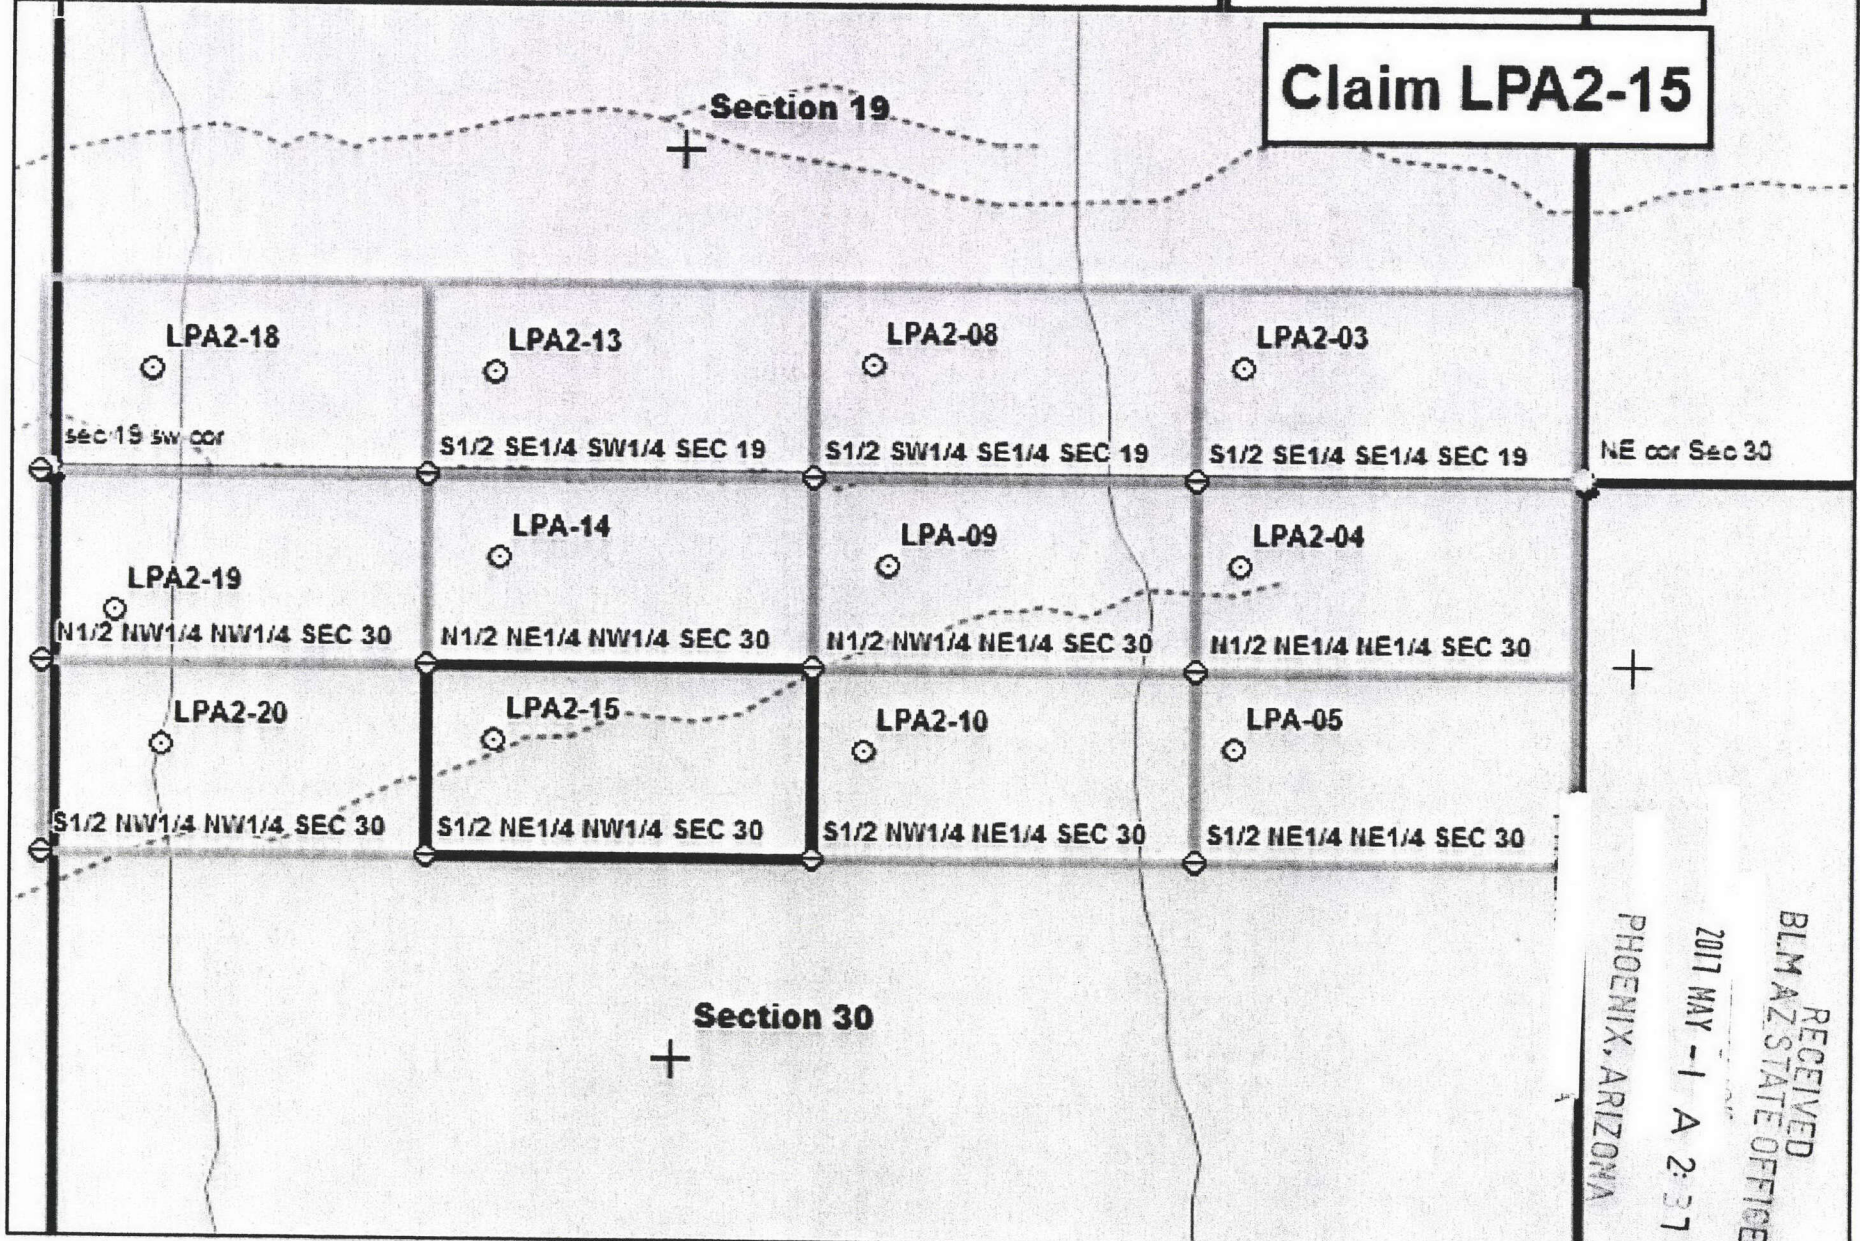 Claim LPA2-15
Section 19
LPA2-18
LPA2-13
LPA2-08
LPA2-03
sec 19 sw cor
S1/2 SE1/4 SW1/4 SEC 19
S1/2 SW1/4 SE1/4 SEC 19
S1/2 SE1/4 SE1/4 SEC 19
NE cor Sec 30
LPA-14
LPA-09
LPA2-04
LPA2-19
N1/2 NW1/4 NW1/4 SEC 30
N1/2 NE1/4 NW1/4 SEC 30
N1/2 NW1/4 NE1/4 SEC 30
N1/2 NE1/4 NE1/4 SEC 30
LPA2-20
LPA2-15
LPA2-10
LPA-05
S1/2 NW1/4 NW1/4 SEC 30
S1/2 NE1/4 NW1/4 SEC 30
S1/2 NW1/4 NE1/4 SEC 30
S1/2 NE1/4 NE1/4 SEC 30
Section 30
RECEIVED
BLM AZ STATE OFFICE
2017 MAY -1 A 2:37
PHOENIX, ARIZONA